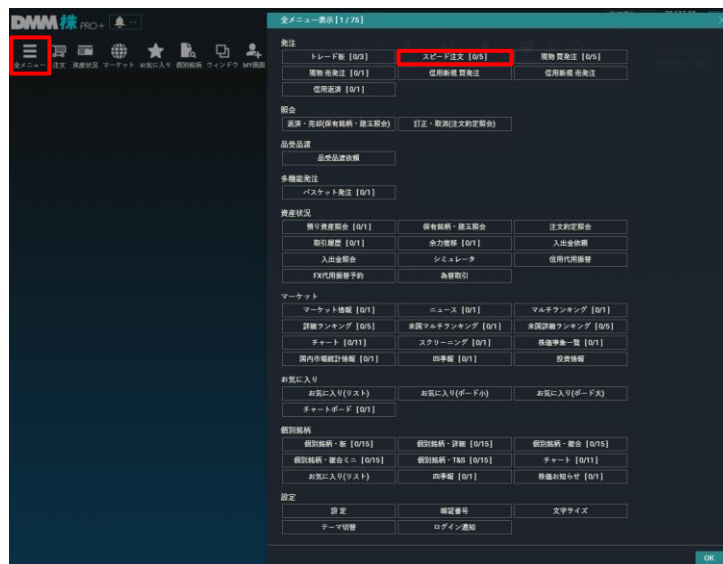 DMM株 PRO+
全メニュー 注文 資産状況 マーケット お気に入り 個別銘柄 ウィンドウ MY画面
全メニュー表示[1/75]
発注
トレード板 [0/3] スピード注文 [0/5] 現物 買発注 [0/5]
現物 売発注 [0/1] 信用新規 買発注 信用新規 売発注
信用返済 [0/1]
照会
返済・売却(保有銘柄・建玉照会) 訂正・取消(注文約定照会)
品受品渡
品受品渡依頼
多機能発注
バスケット発注 [0/1]
資産状況
預り資産照会 [0/1] 保有銘柄・建玉照会 注文約定照会
取引履歴 [0/1] 余力推移 [0/1] 入出金依頼
入出金照会 シミュレータ 信用代用振替
FX代用振替予約 為替取引
マーケット
マーケット情報 [0/1] ニュース [0/1] マルチランキング [0/1]
詳細ランキング [0/5] 米国マルチランキング [0/1] 米国詳細ランキング [0/5]
チャート [0/11] スクリーニング [0/1] 株価学金一覧 [0/1]
国内市場統計情報 [0/1] 四季報 [0/1] 投資情報
お気に入り
お気に入り(リスト) お気に入り(ボード小) お気に入り(ボード大)
チャートボード [0/1]
個別銘柄
個別銘柄・板 [0/15] 個別銘柄・詳細 [0/15] 個別銘柄・複合 [0/15]
個別銘柄・複合ミニ [0/15] 個別銘柄・T&S [0/15] チャート [0/11]
お気に入り(リスト) 四季報 [0/1] 株価お知らせ [0/1]
設定
設定 暗証番号 文字サイズ
テーマ切替 ログイン通知
OK